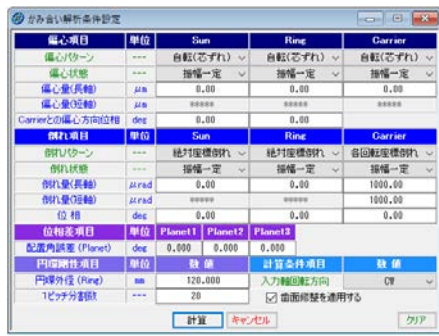 かみ合い解析条件設定
偏心項目 単位 Sun Ring Carrier
偏心パターン --- 自転(芯ずれ) 自転(芯ずれ) 自転(芯ずれ)
偏心状態 --- 振幅一定 振幅一定 振幅一定
偏心量(長軸) μm 0.00 0.00 0.00
偏心量(短軸) μm ***** ***** *****
Carrierとの偏心方向位相 deg 0.00 0.00
倒れ項目 単位 Sun Ring Carrier
倒れパターン --- 絶対座標倒れ 絶対座標倒れ 各回転座標倒れ
倒れ状態 --- 振幅一定 振幅一定 振幅一定
倒れ量(長軸) μrad 0.00 0.00 1000.00
倒れ量(短軸) μrad ***** ***** 1000.00
位 相 deg 0.00 0.00 0.00
位相差項目 単位 Planet1 Planet2 Planet3
配置角誤差 (Planet) deg 0.000 0.000 0.000
円環剛性項目 単位 数 値 計算条件項目 数 値
円環外径 (Ring) mm 120.000 入力軸回転方向 CW
1ピッチ分割数 --- 20 歯面修整を適用する
計算 キャンセル クリア